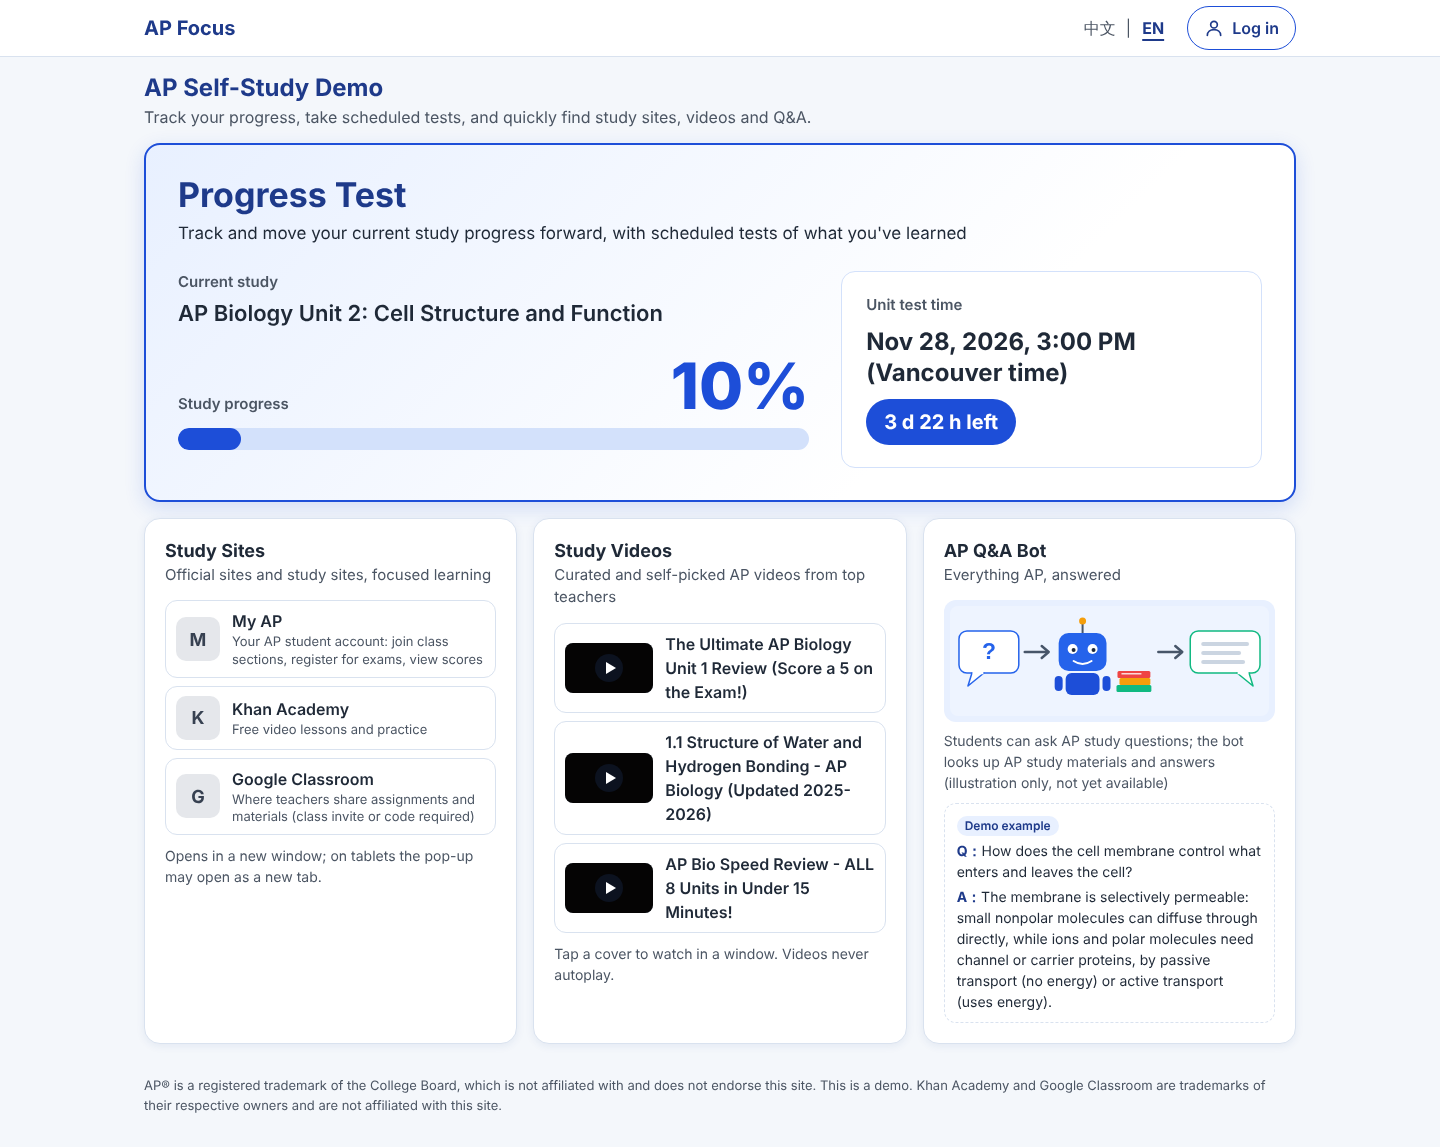 AP Focus
中文 | EN
Log in
AP Self-Study Demo
Track your progress, take scheduled tests, and quickly find study sites, videos and Q&A.
Progress Test
Track and move your current study progress forward, with scheduled tests of what you've learned
Current study
AP Biology Unit 2: Cell Structure and Function
Study progress
10%
Unit test time
Nov 28, 2026, 3:00 PM
(Vancouver time)
3 d 22 h left
Study Sites
Official sites and study sites, focused learning
M
My AP
Your AP student account: join class
sections, register for exams, view scores
K
Khan Academy
Free video lessons and practice
G
Google Classroom
Where teachers share assignments and
materials (class invite or code required)
Opens in a new window; on tablets the pop-up
may open as a new tab.
Study Videos
Curated and self-picked AP videos from top
teachers
The Ultimate AP Biology
Unit 1 Review (Score a 5 on
the Exam!)
1.1 Structure of Water and
Hydrogen Bonding - AP
Biology (Updated 2025-
2026)
AP Bio Speed Review - ALL
8 Units in Under 15
Minutes!
Tap a cover to watch in a window. Videos never
autoplay.
AP Q&A Bot
Everything AP, answered
?
Students can ask AP study questions; the bot
looks up AP study materials and answers
(illustration only, not yet available)
Demo example
Q： How does the cell membrane control what
enters and leaves the cell?
A： The membrane is selectively permeable:
small nonpolar molecules can diffuse through
directly, while ions and polar molecules need
channel or carrier proteins, by passive
transport (no energy) or active transport
(uses energy).
AP® is a registered trademark of the College Board, which is not affiliated with and does not endorse this site. This is a demo. Khan Academy and Google Classroom are trademarks of
their respective owners and are not affiliated with this site.